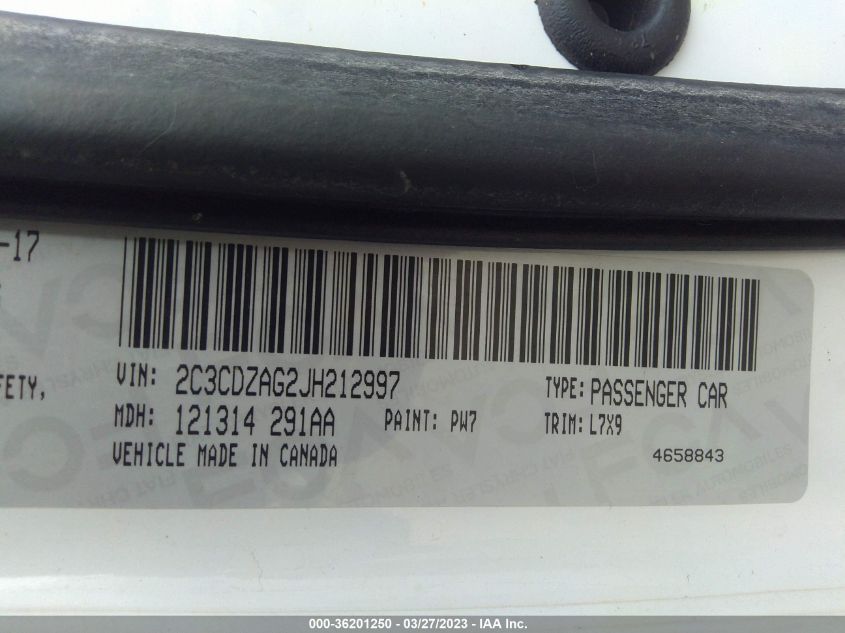 -17
VIN: 2C3CDZAG2JH212997 TYPE: PASSENGER CAR
FETY,
MDH: 121314 291AA PAINT: PW7 TRIM: L7X9
VEHICLE MADE IN CANADA 4658843
000-36201250 - 03/27/2023 - IAA Inc.